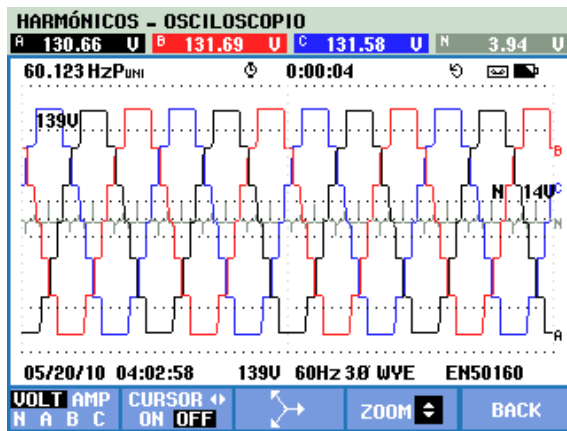 HARMÓNICOS - OSCILOSCOPIO
A 130.66 V B 131.69 V C 131.58 V N 3.94 V
60.123 HzPUNI 0:00:04
139V
B
N 14V C
N
A
05/20/10 04:02:58 139V 60Hz 3.0̸ WYE EN50160
VOLT AMP CURSOR
N A B C ON OFF
ZOOM BACK